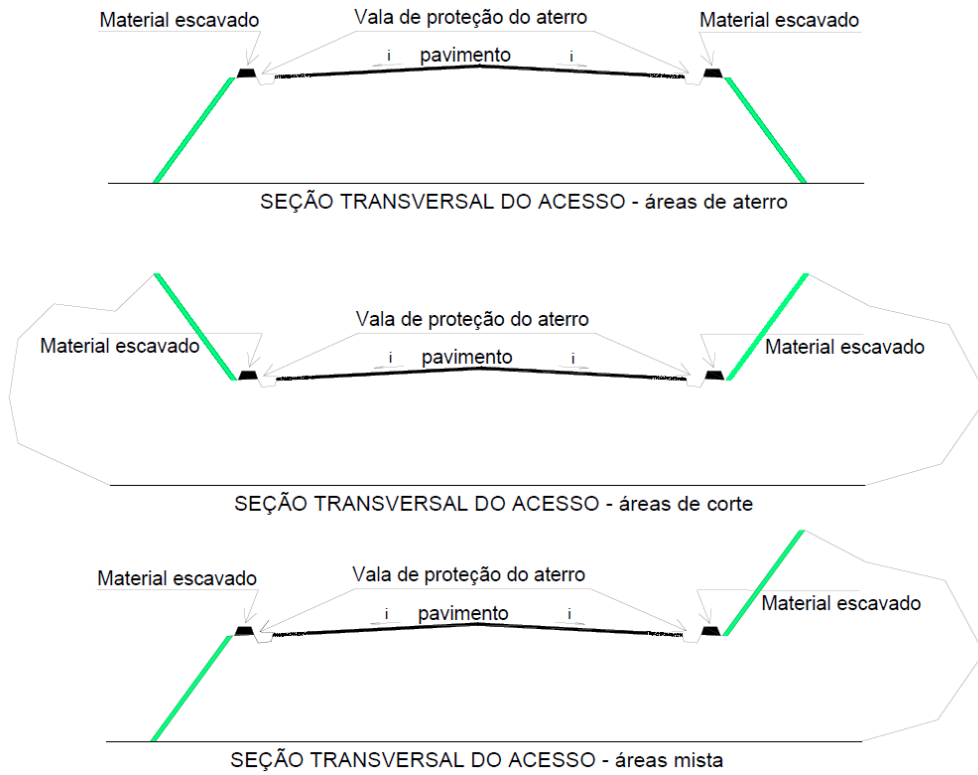 Material escavado
Vala de proteção do aterro
Material escavado
i
pavimento
i
SEÇÃO TRANSVERSAL DO ACESSO - áreas de aterro
Material escavado
Vala de proteção do aterro
Material escavado
i
pavimento
i
SEÇÃO TRANSVERSAL DO ACESSO - áreas de corte
Material escavado
Vala de proteção do aterro
Material escavado
i
pavimento
i
SEÇÃO TRANSVERSAL DO ACESSO - áreas mista